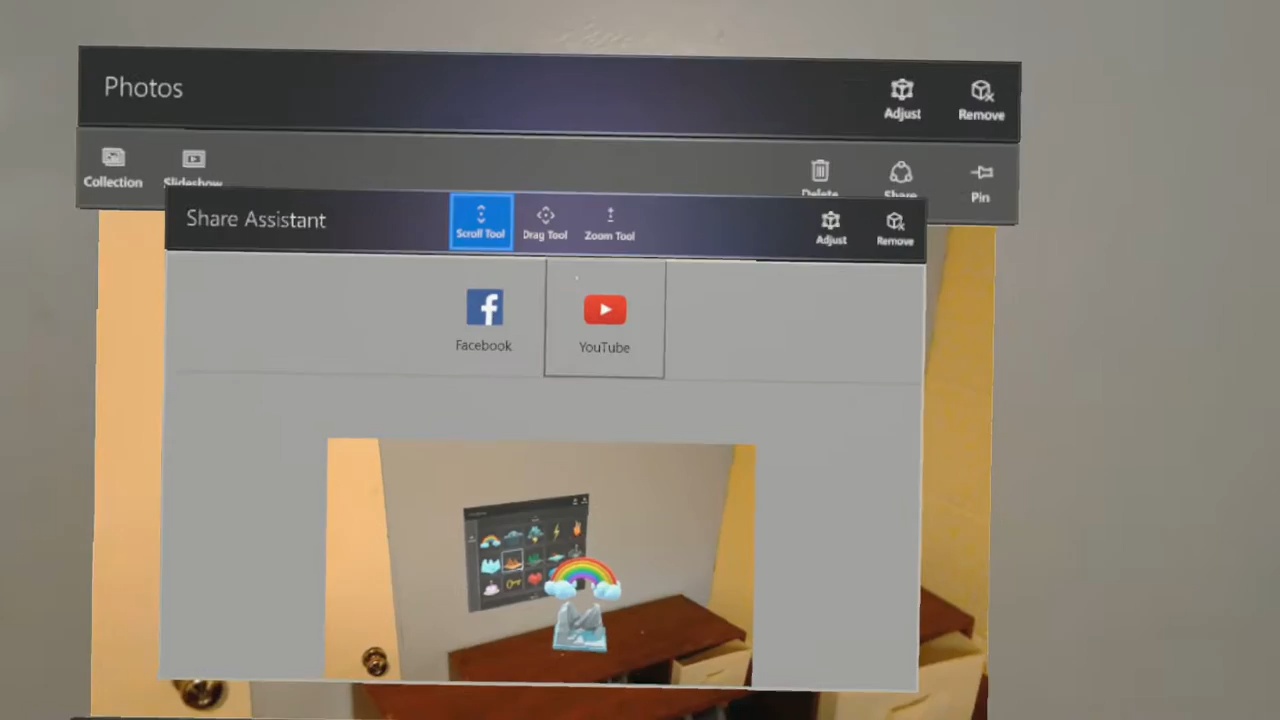 Photos
Adjust
Remove
Collection
Slideshow
Delete
Share
Pin
Share Assistant
Scroll Tool
Drag Tool
Zoom Tool
Adjust
Remove
Facebook
YouTube